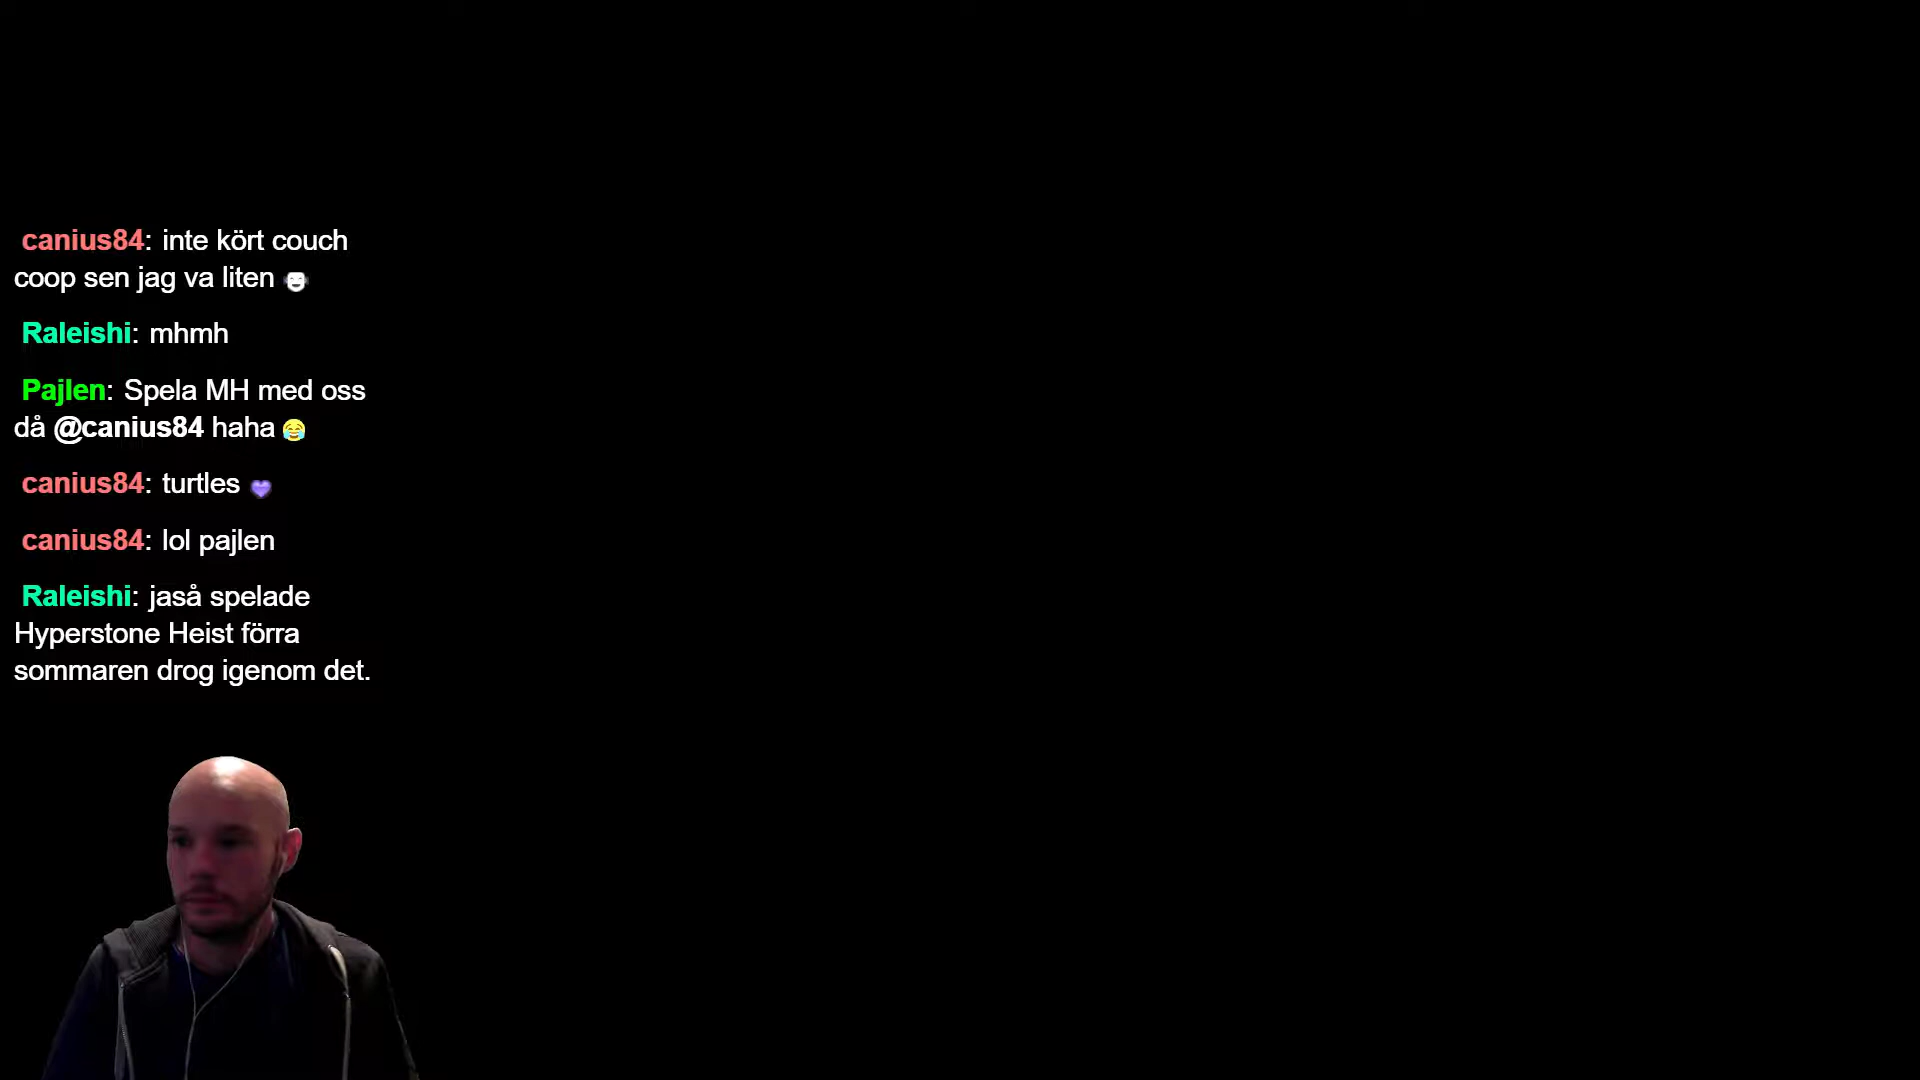 canius84: inte kört couch
coop sen jag va liten
Raleishi: mhmh
Pajlen: Spela MH med oss
då @canius84 haha 😂
canius84: turtles 💜
canius84: lol pajlen
Raleishi: jaså spelade
Hyperstone Heist förra
sommaren drog igenom det.